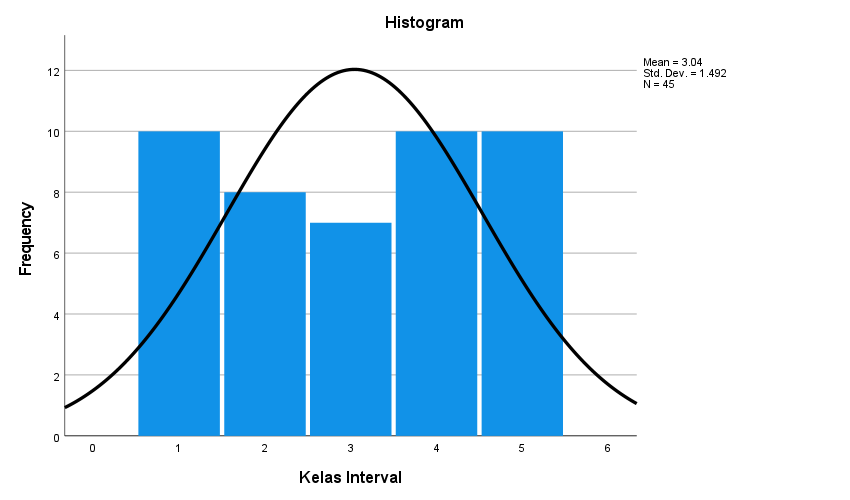 Histogram
Mean = 3.04
Std. Dev. = 1.492
N = 45
Frequency
12
10
8
6
4
2
0
0 1 2 3 4 5 6
Kelas Interval